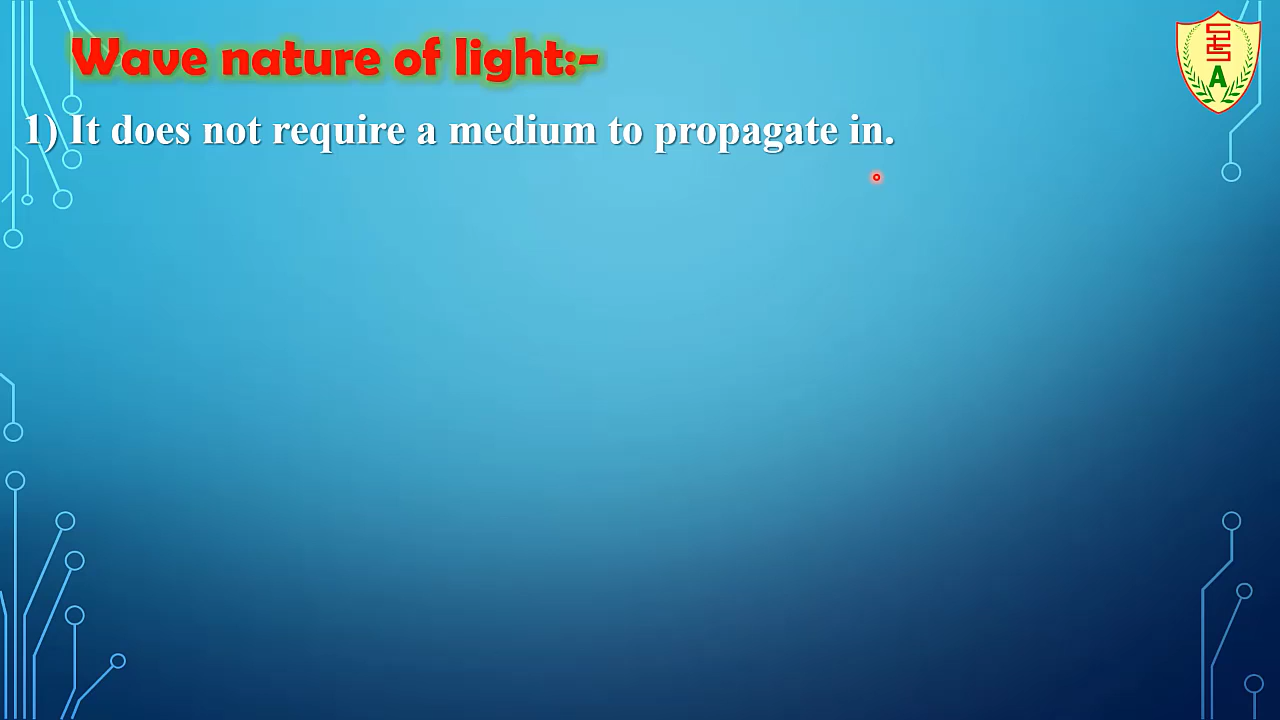 Wave nature of light:-
1) It does not require a medium to propagate in.
A